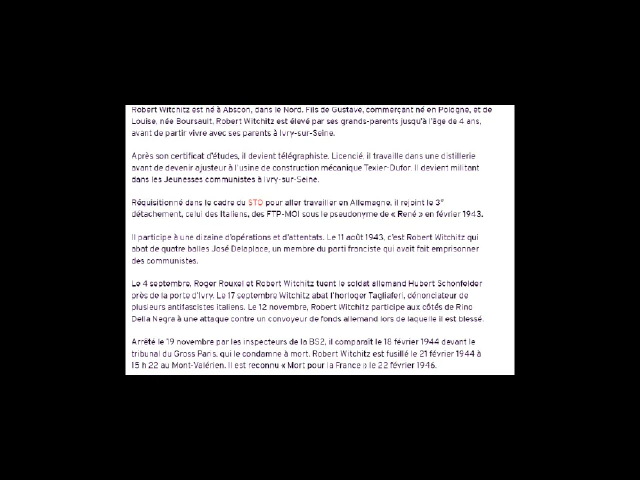 Robert Witchitz est né à Abscon, dans le Nord. Fils de Gustave, commerçant né en Pologne, et de
Louise, née Boursault, Robert Witchitz est élevé par ses grands-parents jusqu'à l'âge de 4 ans,
avant de partir vivre avec ses parents à Ivry-sur-Seine.
Après son certificat d'études, il devient télégraphiste. Licencié, il travaille dans une distillerie
avant de devenir ajusteur à l'usine de construction mécanique Texier-Dufor. Il devient militant
dans les Jeunesses communistes à Ivry-sur-Seine.
Réquisitionné dans le cadre du STO pour aller travailler en Allemagne, il rejoint le 3e
détachement, celui des Italiens, des FTP-MOI sous le pseudonyme de « René » en février 1943.
Il participe à une dizaine d'opérations et d'attentats. Le 11 août 1943, c'est Robert Witchitz qui
abat de quatre balles José Delaplace, un membre du parti franciste qui avait fait emprisonner
des communistes.
Le 4 septembre, Roger Rouxel et Robert Witchitz tuent le soldat allemand Hubert Schonfelder
près de la porte d'Ivry. Le 17 septembre Witchitz abat l'horloger Tagliaferi, dénonciateur de
plusieurs antifascistes italiens. Le 12 novembre, Robert Witchitz participe aux côtés de Rino
Della Negra à une attaque contre un convoyeur de fonds allemand lors de laquelle il est blessé.
Arrêté le 19 novembre par les inspecteurs de la BS2, il comparaît le 18 février 1944 devant le
tribunal du Gross Paris, qui le condamne à mort. Robert Witchitz est fusillé le 21 février 1944 à
15 h 22 au Mont-Valérien. Il est reconnu « Mort pour la France » le 22 février 1946.